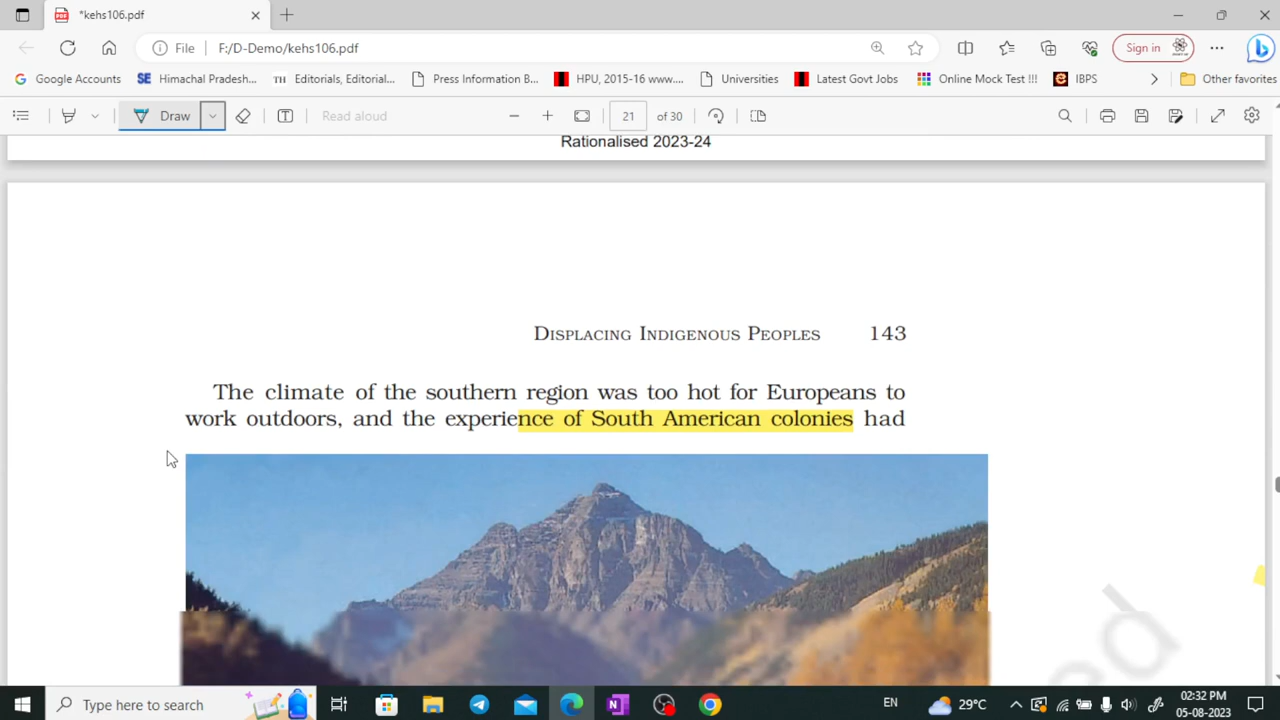 *kehs106.pdf
File F:/D-Demo/kehs106.pdf Sign in
Google Accounts SE Himachal Pradesh... TH Editorials, Editorial... Press Information B... HPU, 2015-16 www.... Universities Latest Govt Jobs Online Mock Test !!! IBPS Other favorites
Draw Read aloud 21 of 30
Rationalised 2023-24
DISPLACING INDIGENOUS PEOPLES 143
The climate of the southern region was too hot for Europeans to
work outdoors, and the experience of South American colonies had
ed
Type here to search EN 29°C 02:32 PM
05-08-2023